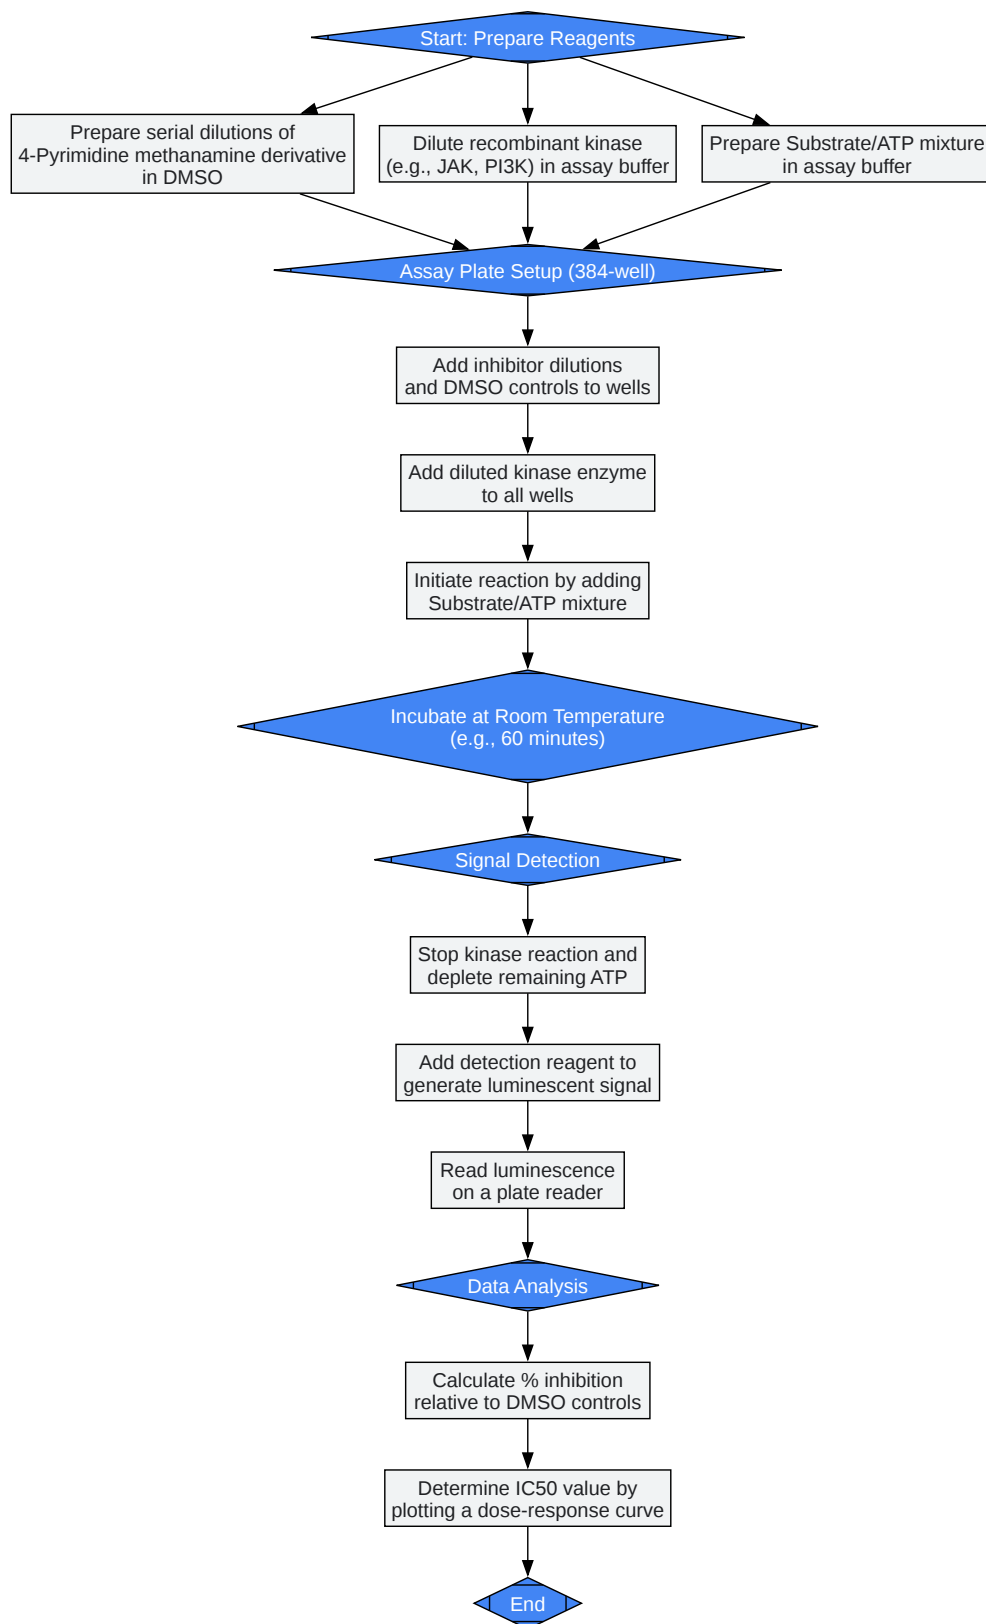 Start: Prepare Reagents
Prepare serial dilutions of
4-Pyrimidine methanamine derivative
in DMSO
Dilute recombinant kinase
(e.g., JAK, PI3K) in assay buffer
Prepare Substrate/ATP mixture
in assay buffer
Assay Plate Setup (384-well)
Add inhibitor dilutions
and DMSO controls to wells
Add diluted kinase enzyme
to all wells
Initiate reaction by adding
Substrate/ATP mixture
Incubate at Room Temperature
(e.g., 60 minutes)
Signal Detection
Stop kinase reaction and
deplete remaining ATP
Add detection reagent to
generate luminescent signal
Read luminescence
on a plate reader
Data Analysis
Calculate % inhibition
relative to DMSO controls
Determine IC50 value by
plotting a dose-response curve
End